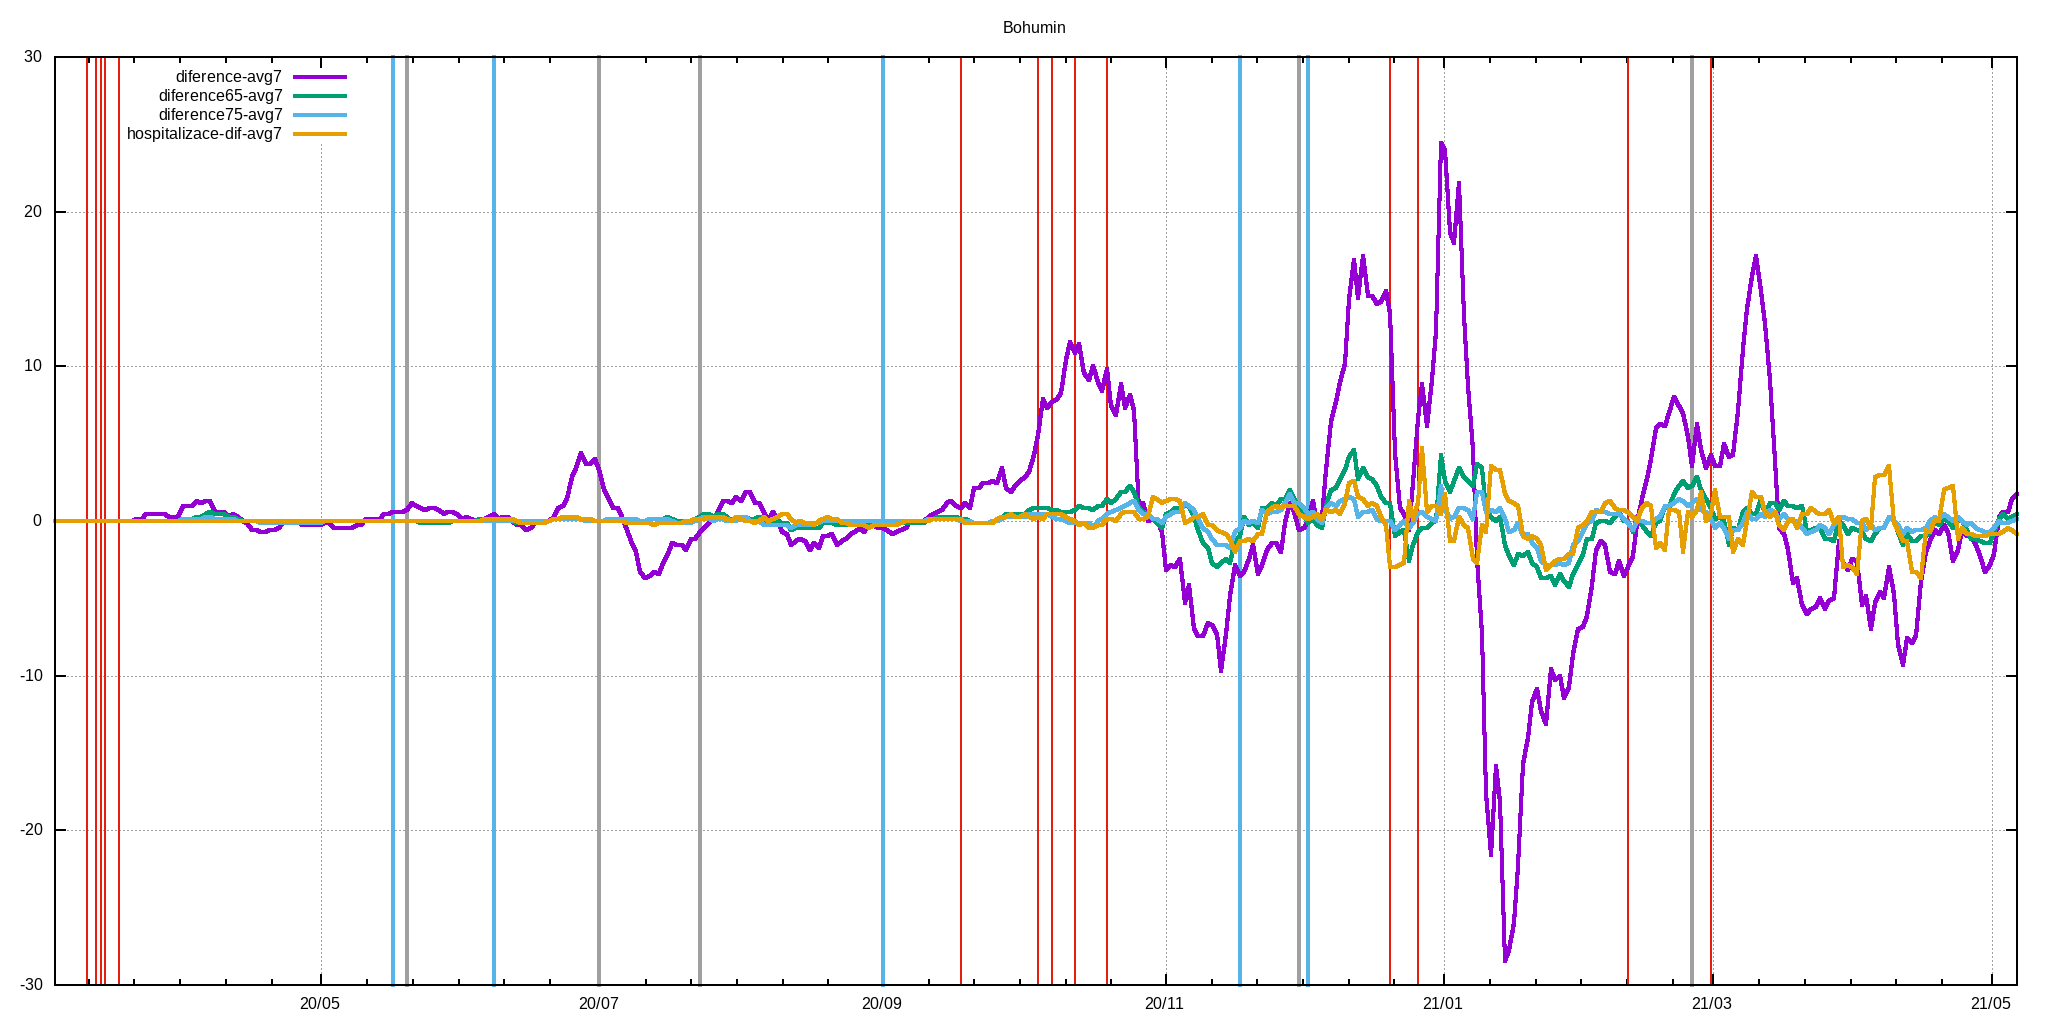 Bohumin
diference-avg7
diference65-avg7
diference75-avg7
hospitalizace-dif-avg7
30
20
10
0
-10
-20
-30
20/05 20/07 20/09 20/11 21/01 21/03 21/05